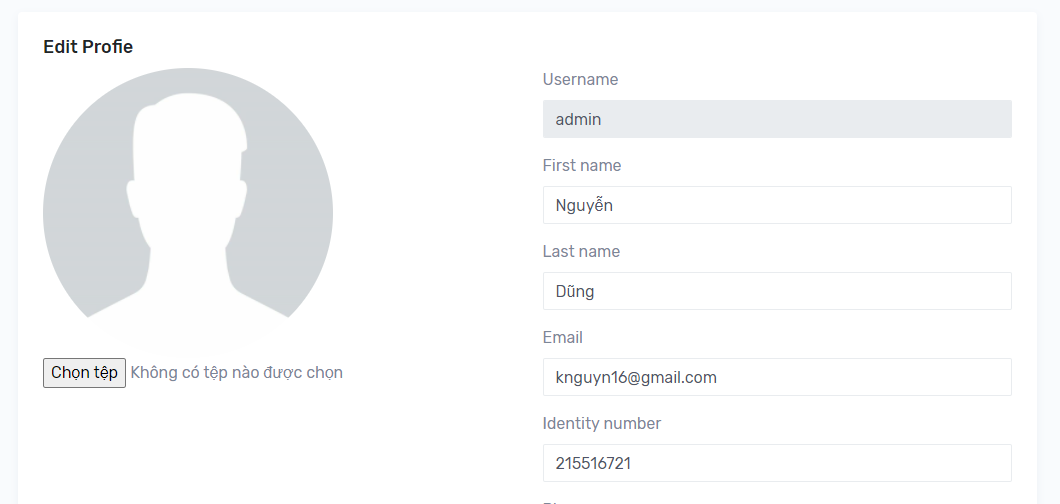 Edit Profie
Username
admin
First name
Nguyễn
Last name
Dũng
Email
knguyn16@gmail.com
Identity number
215516721
Chọn tệp Không có tệp nào được chọn